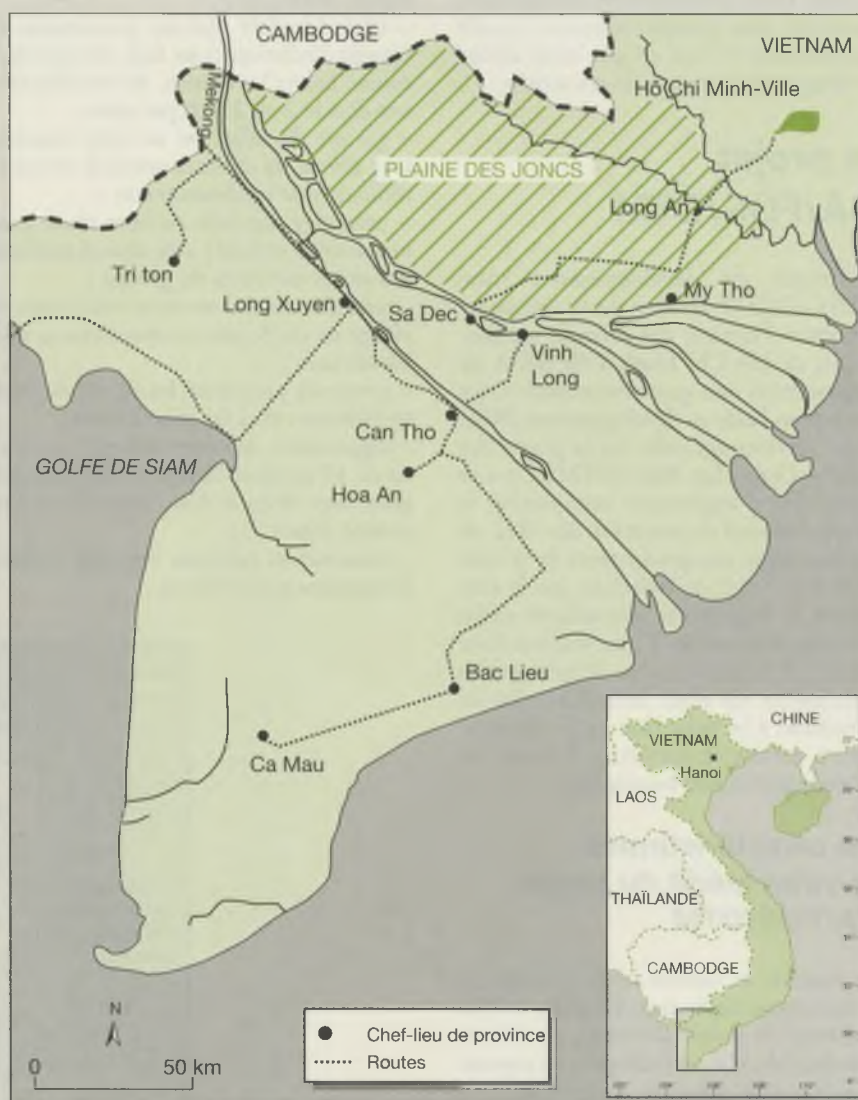 CAMBODGE
VIETNAM
Hô Chi Minh-Ville
Mekong
PLAINE DES JONCS
Long An
Tri ton
My Tho
Long Xuyen
Sa Dec
Vinh
Long
Can Tho
GOLFE DE SIAM
Hoa An
Bac Lieu
Ca Mau
CHINE
VIETNAM
Hanoi
LAOS
THAÏLANDE
CAMBODGE
N
0 50 km
Chef-lieu de province
Routes